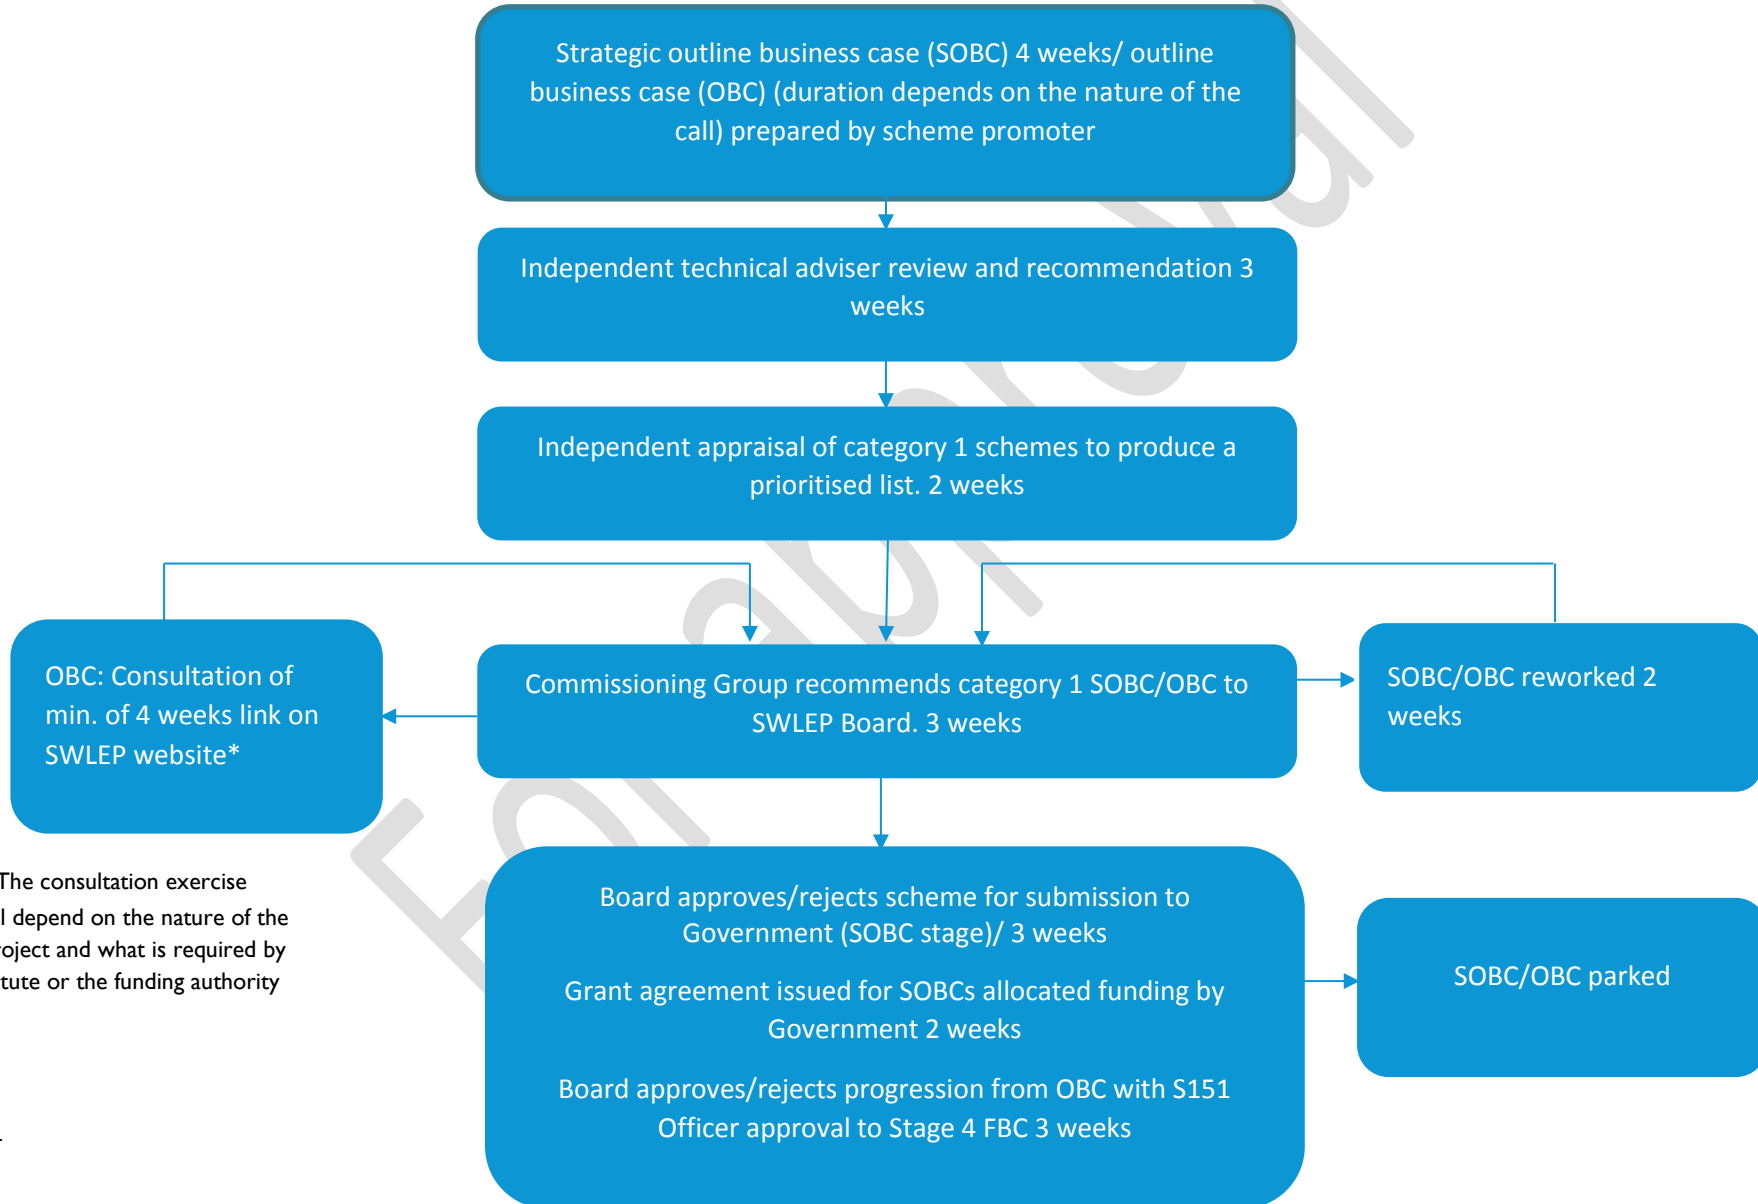 Strategic outline business case (SOBC) 4 weeks/ outline
business case (OBC) (duration depends on the nature of the
call) prepared by scheme promoter
Independent technical adviser review and recommendation 3
weeks
Independent appraisal of category 1 schemes to produce a
prioritised list. 2 weeks
OBC: Consultation of
min. of 4 weeks link on
SWLEP website*
Commissioning Group recommends category 1 SOBC/OBC to
SWLEP Board. 3 weeks
SOBC/OBC reworked 2
weeks
The consultation exercise
l depend on the nature of the
oject and what is required by
tute or the funding authority
Board approves/rejects scheme for submission to
Government (SOBC stage)/ 3 weeks
Grant agreement issued for SOBCs allocated funding by
Government 2 weeks
Board approves/rejects progression from OBC with S151
Officer approval to Stage 4 FBC 3 weeks
SOBC/OBC parked
For approval